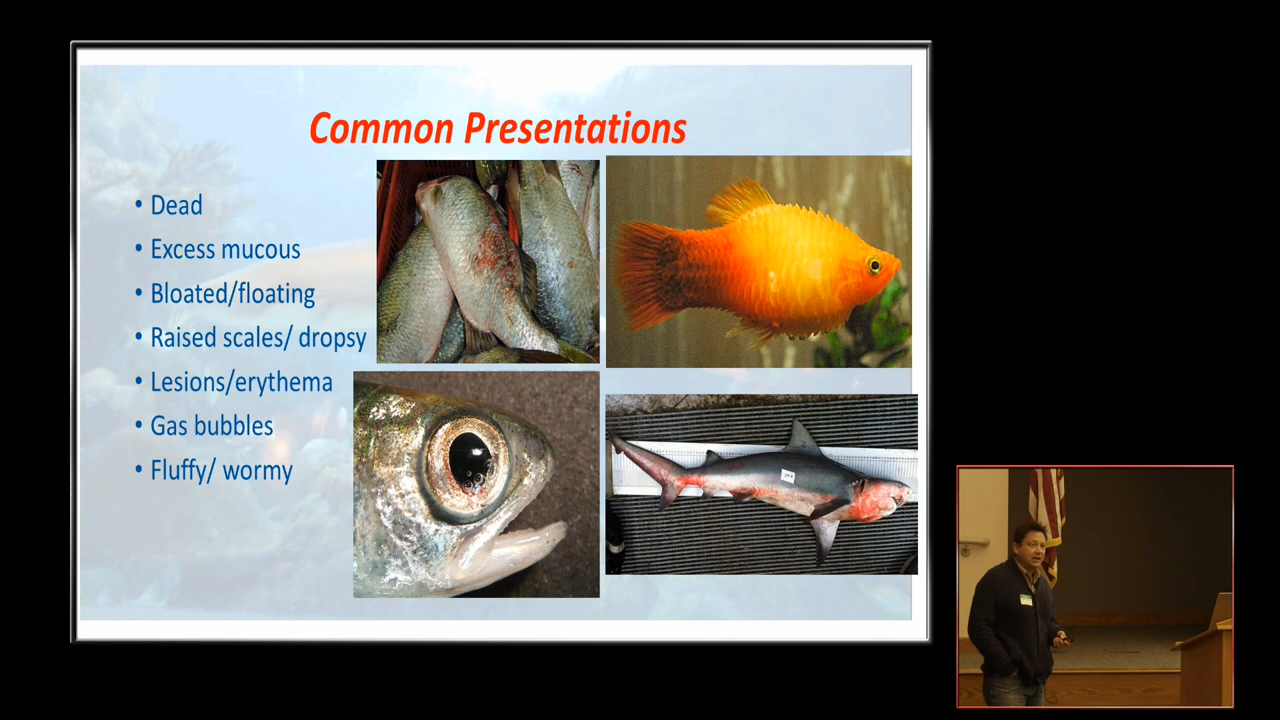 Common Presentations
• Dead
• Excess mucous
• Bloated/floating
• Raised scales/ dropsy
• Lesions/erythema
• Gas bubbles
• Fluffy/ wormy